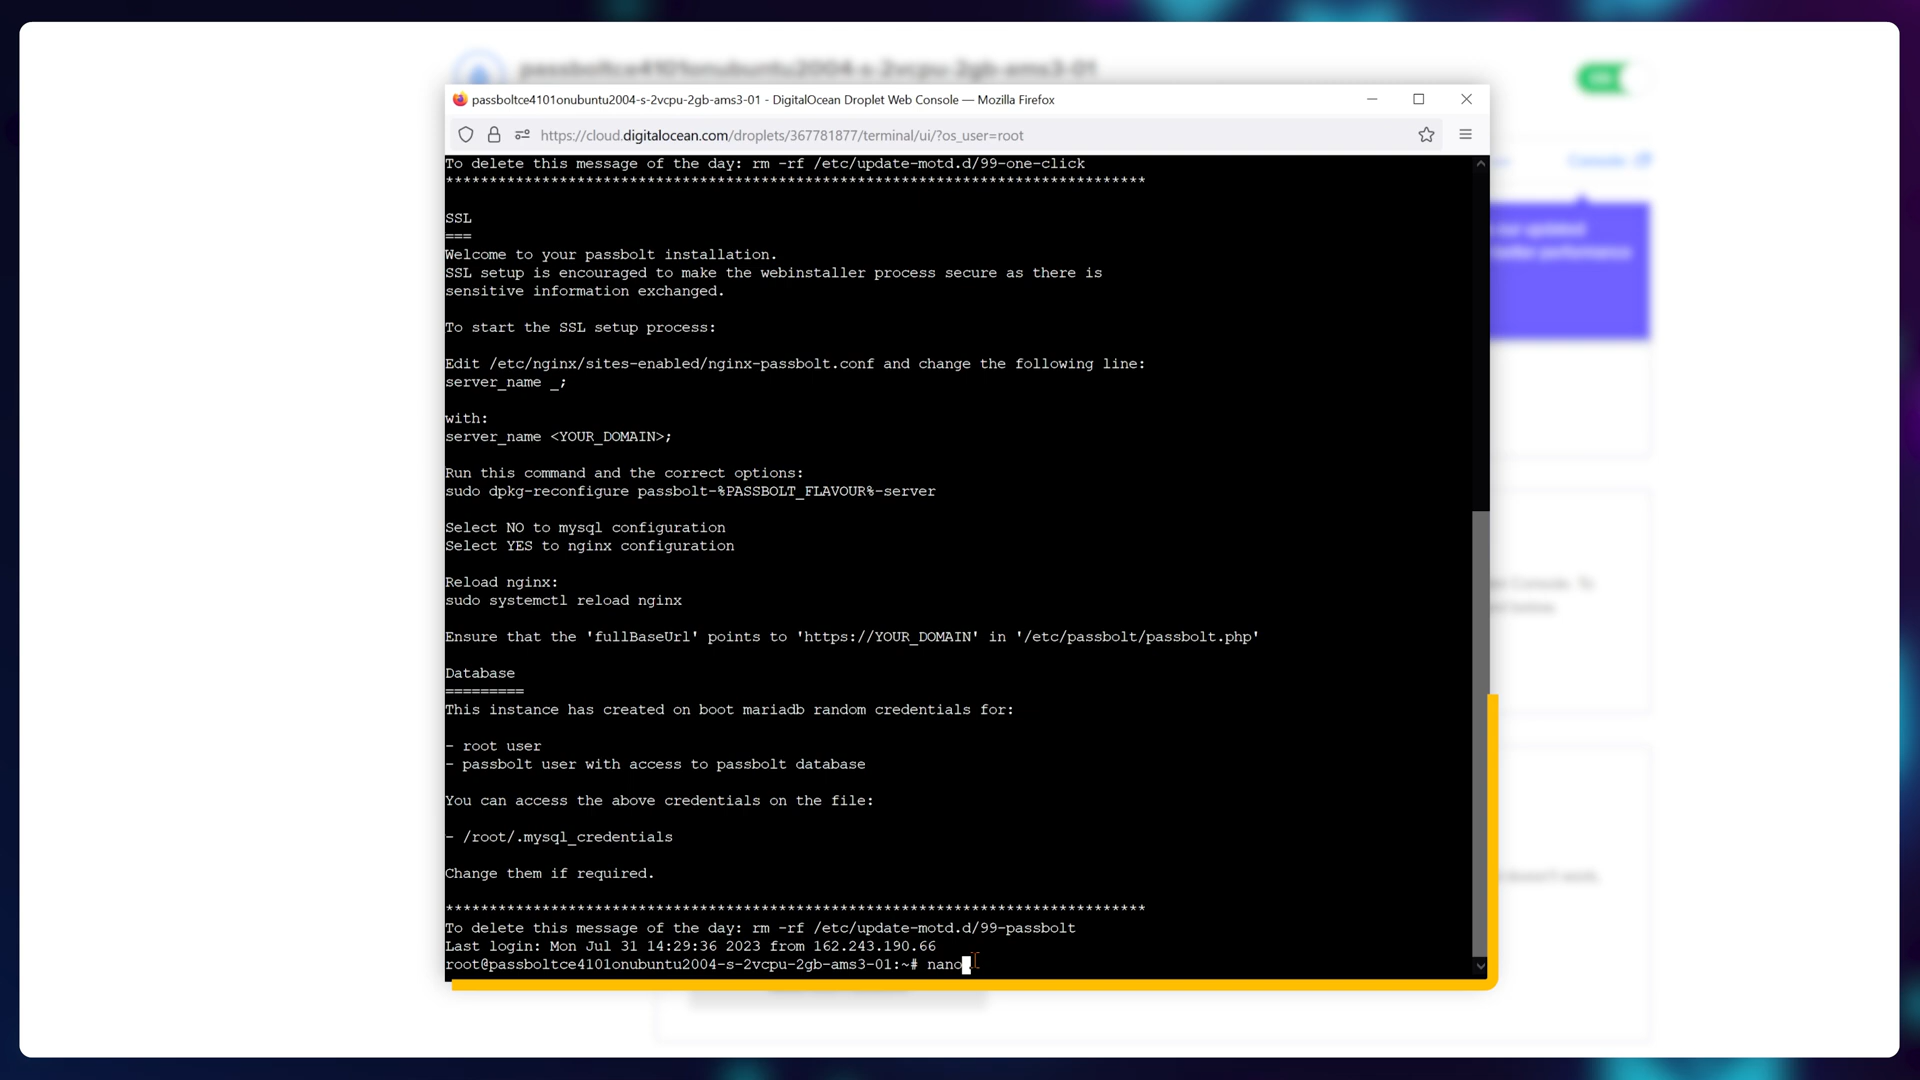 passboltce4101onubuntu2004-s-2vcpu-2gb-ams3-01
passboltce4101onubuntu2004-s-2vcpu-2gb-ams3-01 - DigitalOcean Droplet Web Console — Mozilla Firefox
https://cloud.digitalocean.com/droplets/367781877/terminal/ui/?os_user=root
Console
To delete this message of the day: rm -rf /etc/update-motd.d/99-one-click
********************************************************************************
SSL
===
Welcome to your passbolt installation.
SSL setup is encouraged to make the webinstaller process secure as there is
sensitive information exchanged.
To start the SSL setup process:
Edit /etc/nginx/sites-enabled/nginx-passbolt.conf and change the following line:
server_name _;
with:
server_name <YOUR_DOMAIN>;
Run this command and the correct options:
sudo dpkg-reconfigure passbolt-%PASSBOLT_FLAVOUR%-server
Select NO to mysql configuration
Select YES to nginx configuration
Reload nginx:
sudo systemctl reload nginx
Ensure that the 'fullBaseUrl' points to 'https://YOUR_DOMAIN' in '/etc/passbolt/passbolt.php'
Database
=========
This instance has created on boot mariadb random credentials for:
- root user
- passbolt user with access to passbolt database
You can access the above credentials on the file:
- /root/.mysql_credentials
Change them if required.
********************************************************************************
To delete this message of the day: rm -rf /etc/update-motd.d/99-passbolt
Last login: Mon Jul 31 14:29:36 2023 from 162.243.190.66
root@passboltce4101onubuntu2004-s-2vcpu-2gb-ams3-01:~# nano